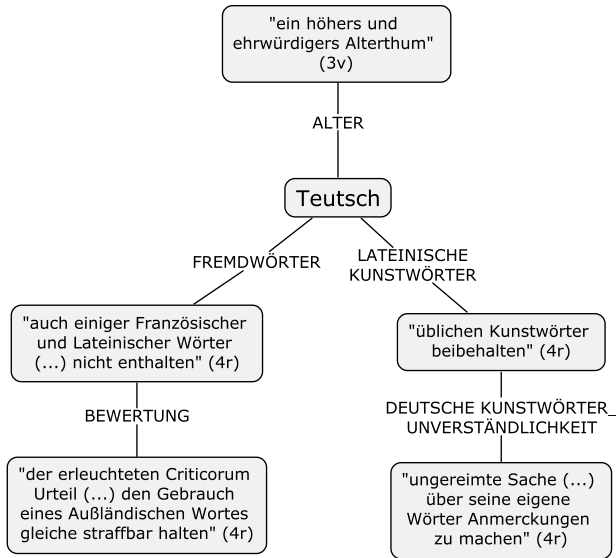 "ein höhers und
ehrwürdigers Alterthum"
(3v)
ALTER
Teutsch
FREMDWÖRTER
LATEINISCHE
KUNSTWÖRTER
"auch einiger Französischer
und Lateinischer Wörter
(...) nicht enthalten" (4r)
"üblichen Kunstwörter
beibehalten" (4r)
BEWERTUNG
DEUTSCHE KUNSTWÖRTER_
UNVERSTÄNDLICHKEIT
"der erleuchteten Criticorum
Urteil (...) den Gebrauch
eines Außländischen Wortes
gleiche straffbar halten" (4r)
"ungereimte Sache (...)
über seine eigene
Wörter Anmerckungen
zu machen" (4r)